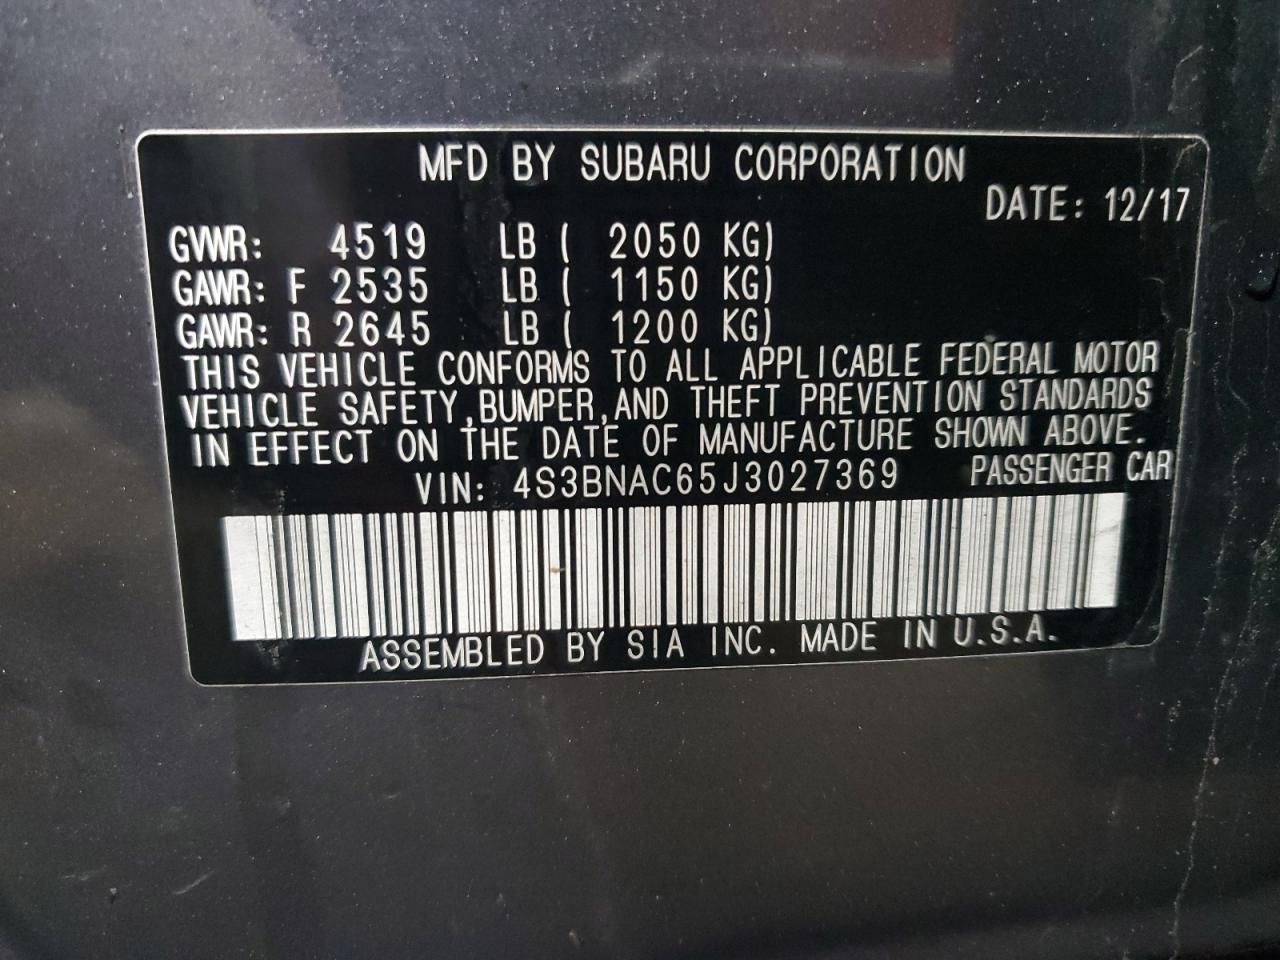 MFD BY SUBARU CORPORATION
DATE: 12/17
GVWR: 4519 LB ( 2050 KG)
GAWR: F 2535 LB ( 1150 KG)
GAWR: R 2645 LB ( 1200 KG)
THIS VEHICLE CONFORMS TO ALL APPLICABLE FEDERAL MOTOR
VEHICLE SAFETY,BUMPER,AND THEFT PREVENTION STANDARDS
IN EFFECT ON THE DATE OF MANUFACTURE SHOWN ABOVE.
VIN: 4S3BNAC65J3027369 PASSENGER CAR
ASSEMBLED BY SIA INC. MADE IN U.S.A.